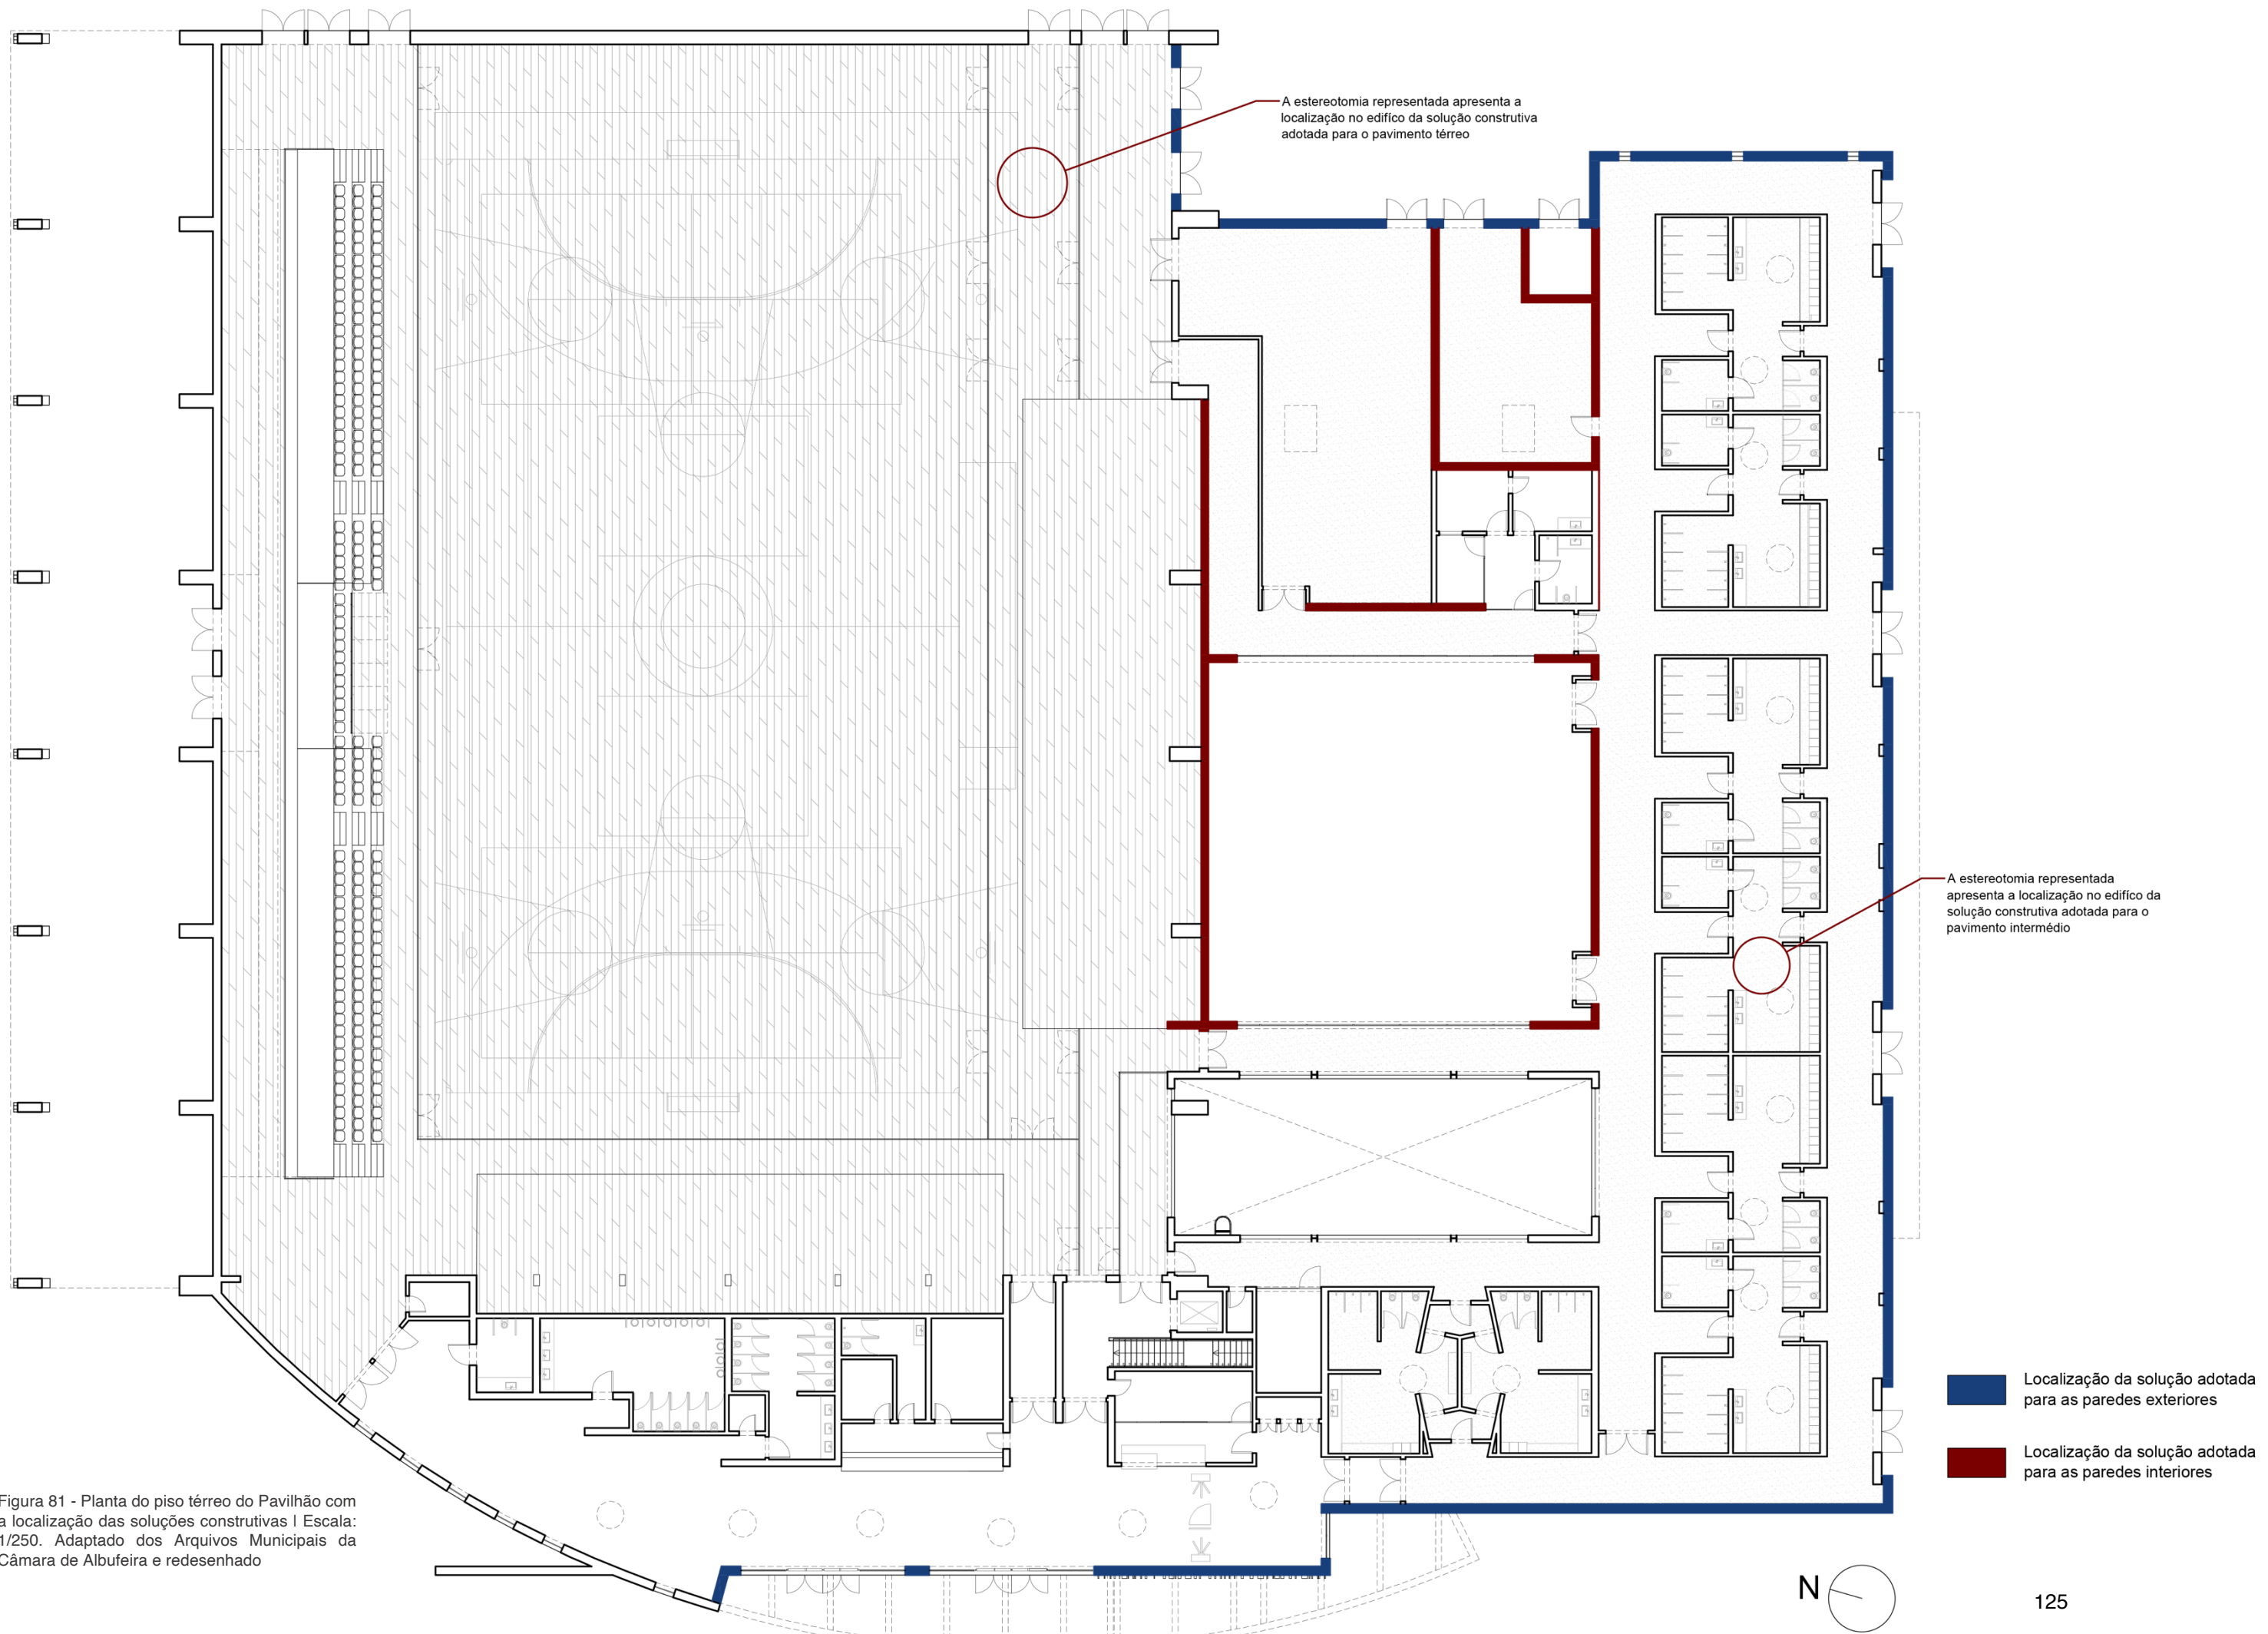 A estereotomia representada apresenta a
localização no edifíco da solução construtiva
adotada para o pavimento térreo
A estereotomia representada
apresenta a localização no edifíco da
solução construtiva adotada para o
pavimento intermédio
Localização da solução adotada
para as paredes exteriores
Localização da solução adotada
para as paredes interiores
Figura 81 - Planta do piso térreo do Pavilhão com
a localização das soluções construtivas | Escala:
1/250. Adaptado dos Arquivos Municipais da
Câmara de Albufeira e redesenhado
N
125